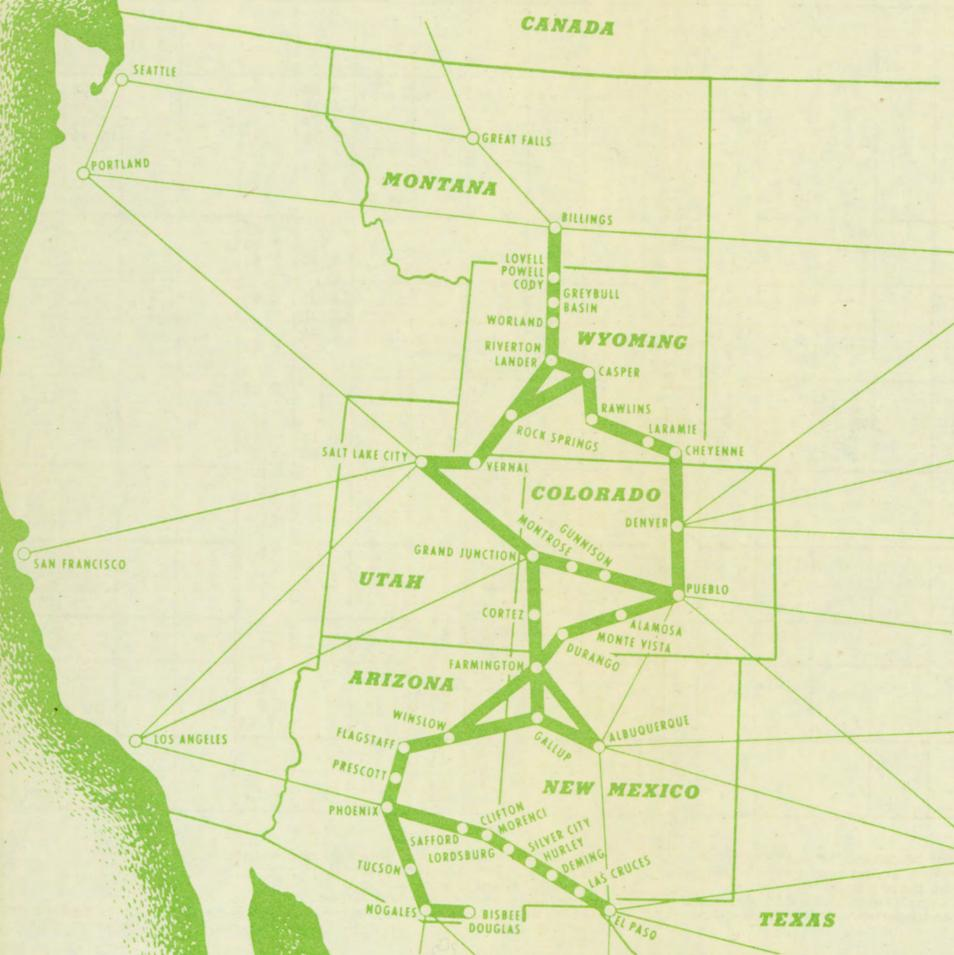 CANADA
SEATTLE
GREAT FALLS
PORTLAND
MONTANA
BILLINGS
LOVELL
POWELL
CODY
GREYBULL
BASIN
WORLAND
WYOMING
RIVERTON
LANDER
CASPER
RAWLINS
LARAMIE
ROCK SPRINGS
CHEYENNE
SALT LAKE CITY
VERNAL
COLORADO
DENVER
GUNNISON
MONTROSE
GRAND JUNCTION
SAN FRANCISCO
UTAH
PUEBLO
CORTEZ
ALAMOSA
MONTE VISTA
DURANGO
FARMINGTON
ARIZONA
WINSLOW
ALBUQUERQUE
FLAGSTAFF
GALLUP
LOS ANGELES
PRESCOTT
NEW MEXICO
PHOENIX
CLIFTON
MORENCI
SAFFORD
LORDSBURG
SILVER CITY
HURLEY
DEMING
LAS CRUCES
TUCSON
NOGALES
BISBEE
DOUGLAS
EL PASO
TEXAS